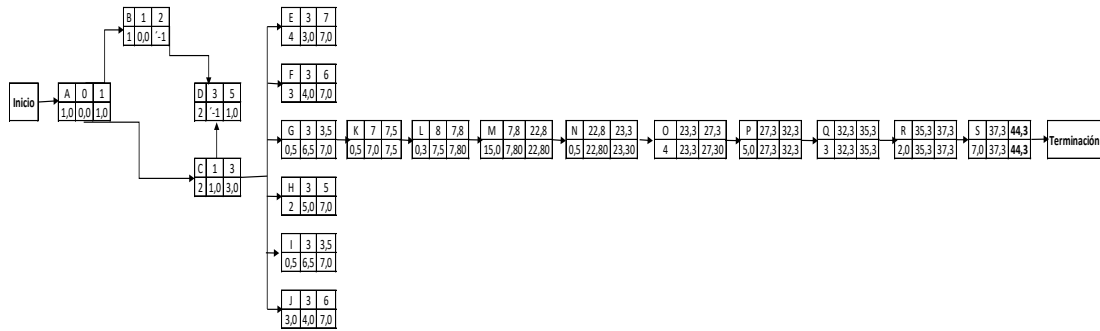 B 1 2
1 0,0 ´-1
E 3 7
4 3,0 7,0
F 3 6
3 4,0 7,0
Inicio
A 0 1
1,0 0,0 1,0
D 3 5
2 ´-1 1,0
G 3 3,5
0,5 6,5 7,0
K 7 7,5
0,5 7,0 7,5
L 8 7,8
0,3 7,5 7,80
M 7,8 22,8
15,0 7,80 22,80
N 22,8 23,3
0,5 22,80 23,30
O 23,3 27,3
4 23,3 27,30
P 27,3 32,3
5,0 27,3 32,3
Q 32,3 35,3
3 32,3 35,3
R 35,3 37,3
2,0 35,3 37,3
S 37,3 44,3
7,0 37,3 44,3
Terminación
C 1 3
2 1,0 3,0
H 3 5
2 5,0 7,0
I 3 3,5
0,5 6,5 7,0
J 3 6
3,0 4,0 7,0